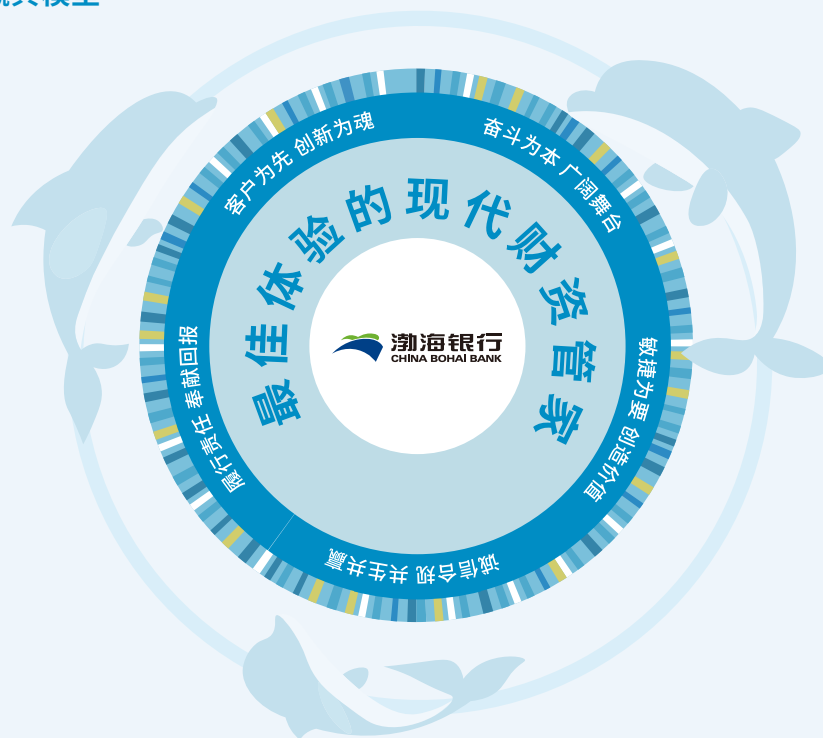 最佳体验的现代财资管家
渤海银行
CHINA BOHAI BANK
客户为先 创新为魂
奋斗为本 广阔舞台
敏捷为要 创造价值
诚信合规 共生共赢
履行责任 奉献回报